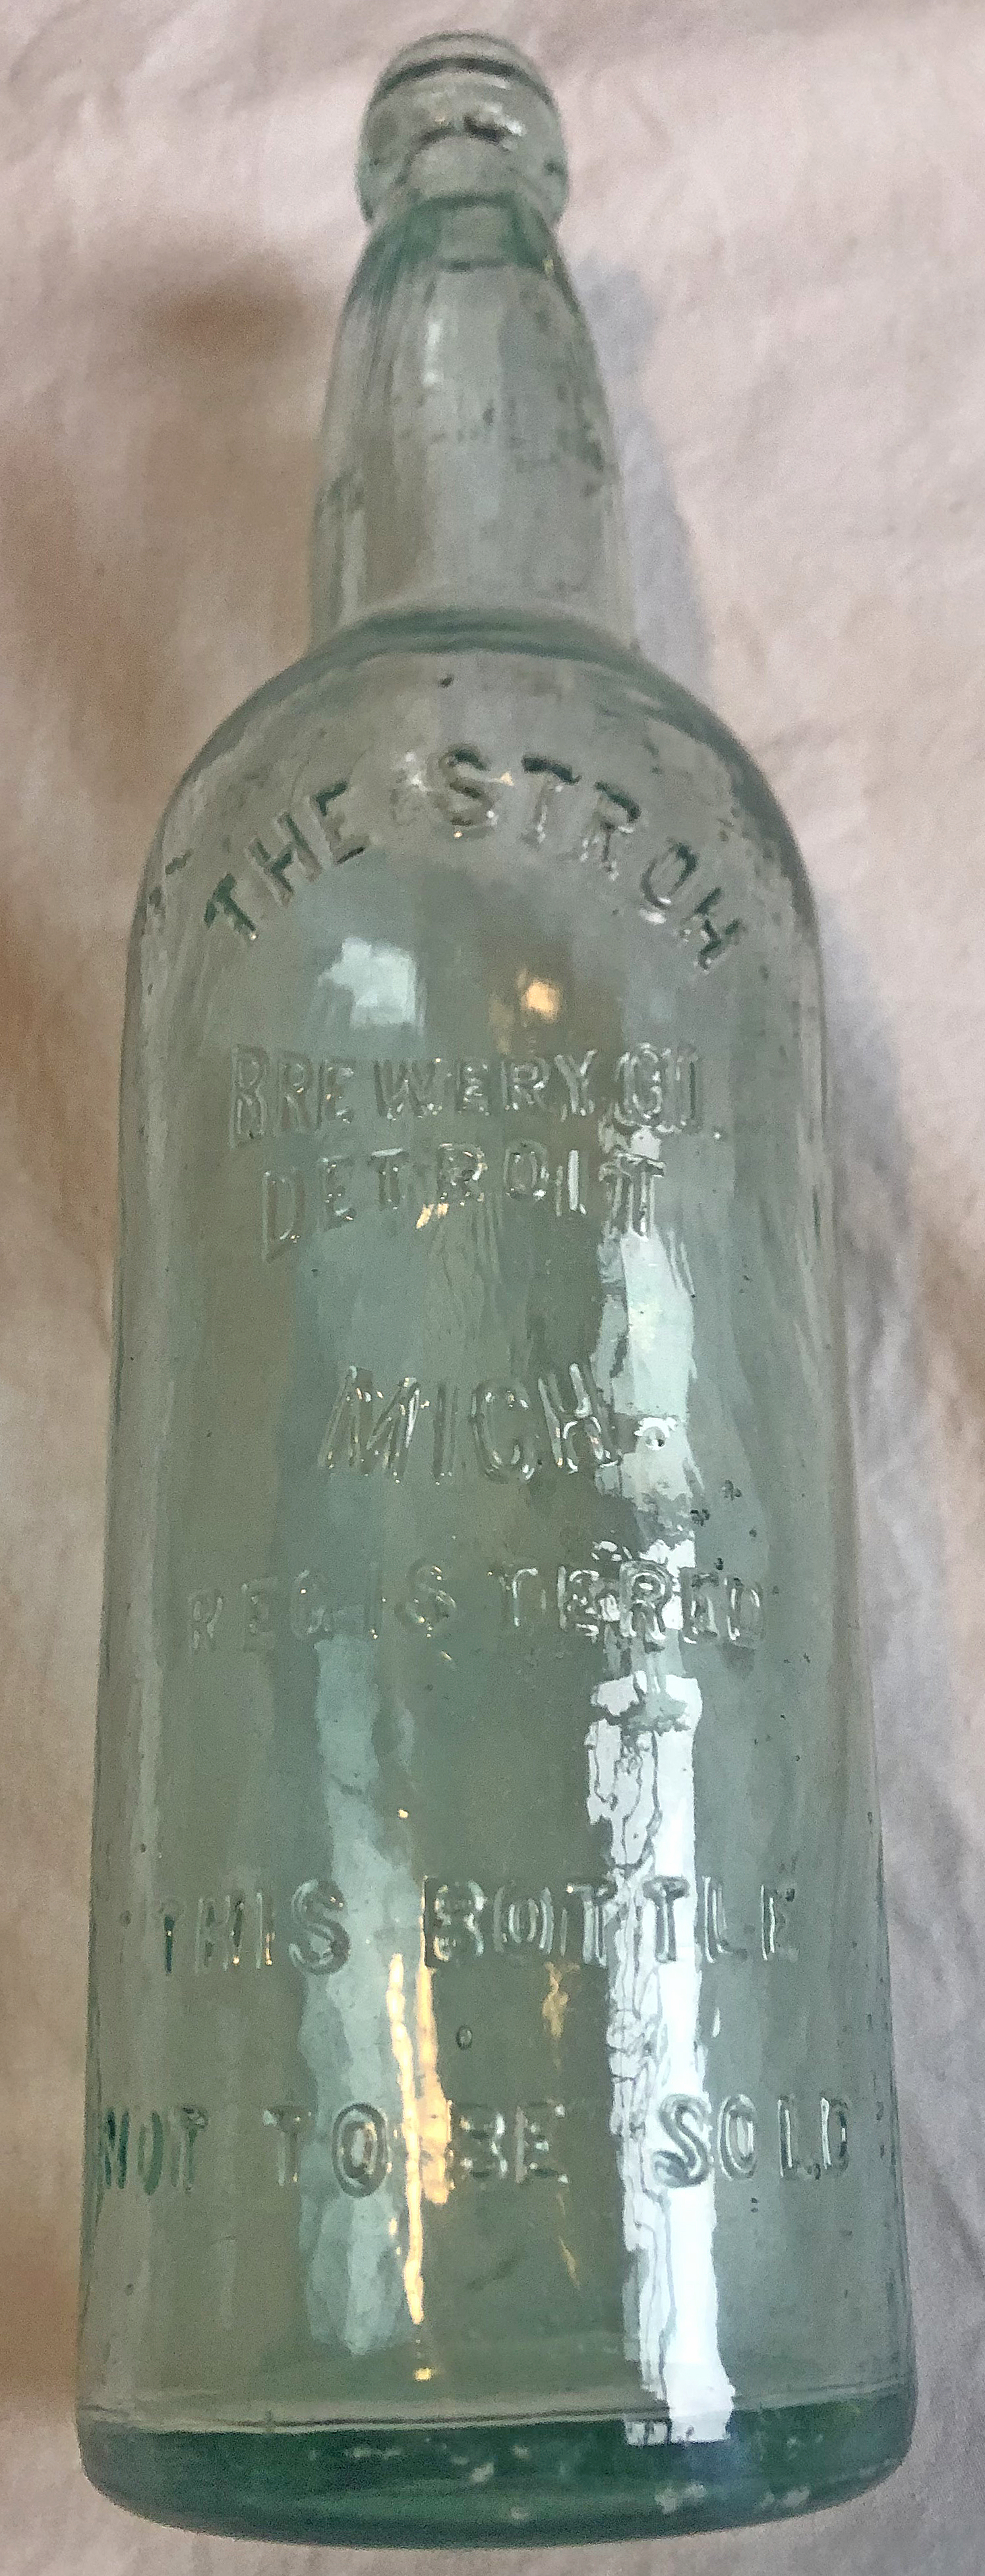 THE STROH
BREWERY CO.
DETROIT
MICH.
REGISTERED
THIS BOTTLE
NOT TO BE SOLD